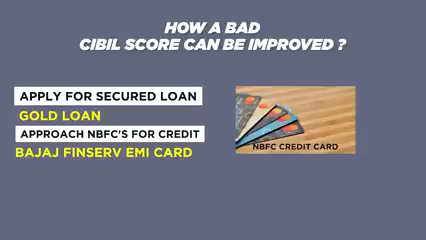 HOW A BAD
CIBIL SCORE CAN BE IMPROVED ?
APPLY FOR SECURED LOAN
GOLD LOAN
APPROACH NBFC'S FOR CREDIT
BAJAJ FINSERV EMI CARD
NBFC CREDIT CARD